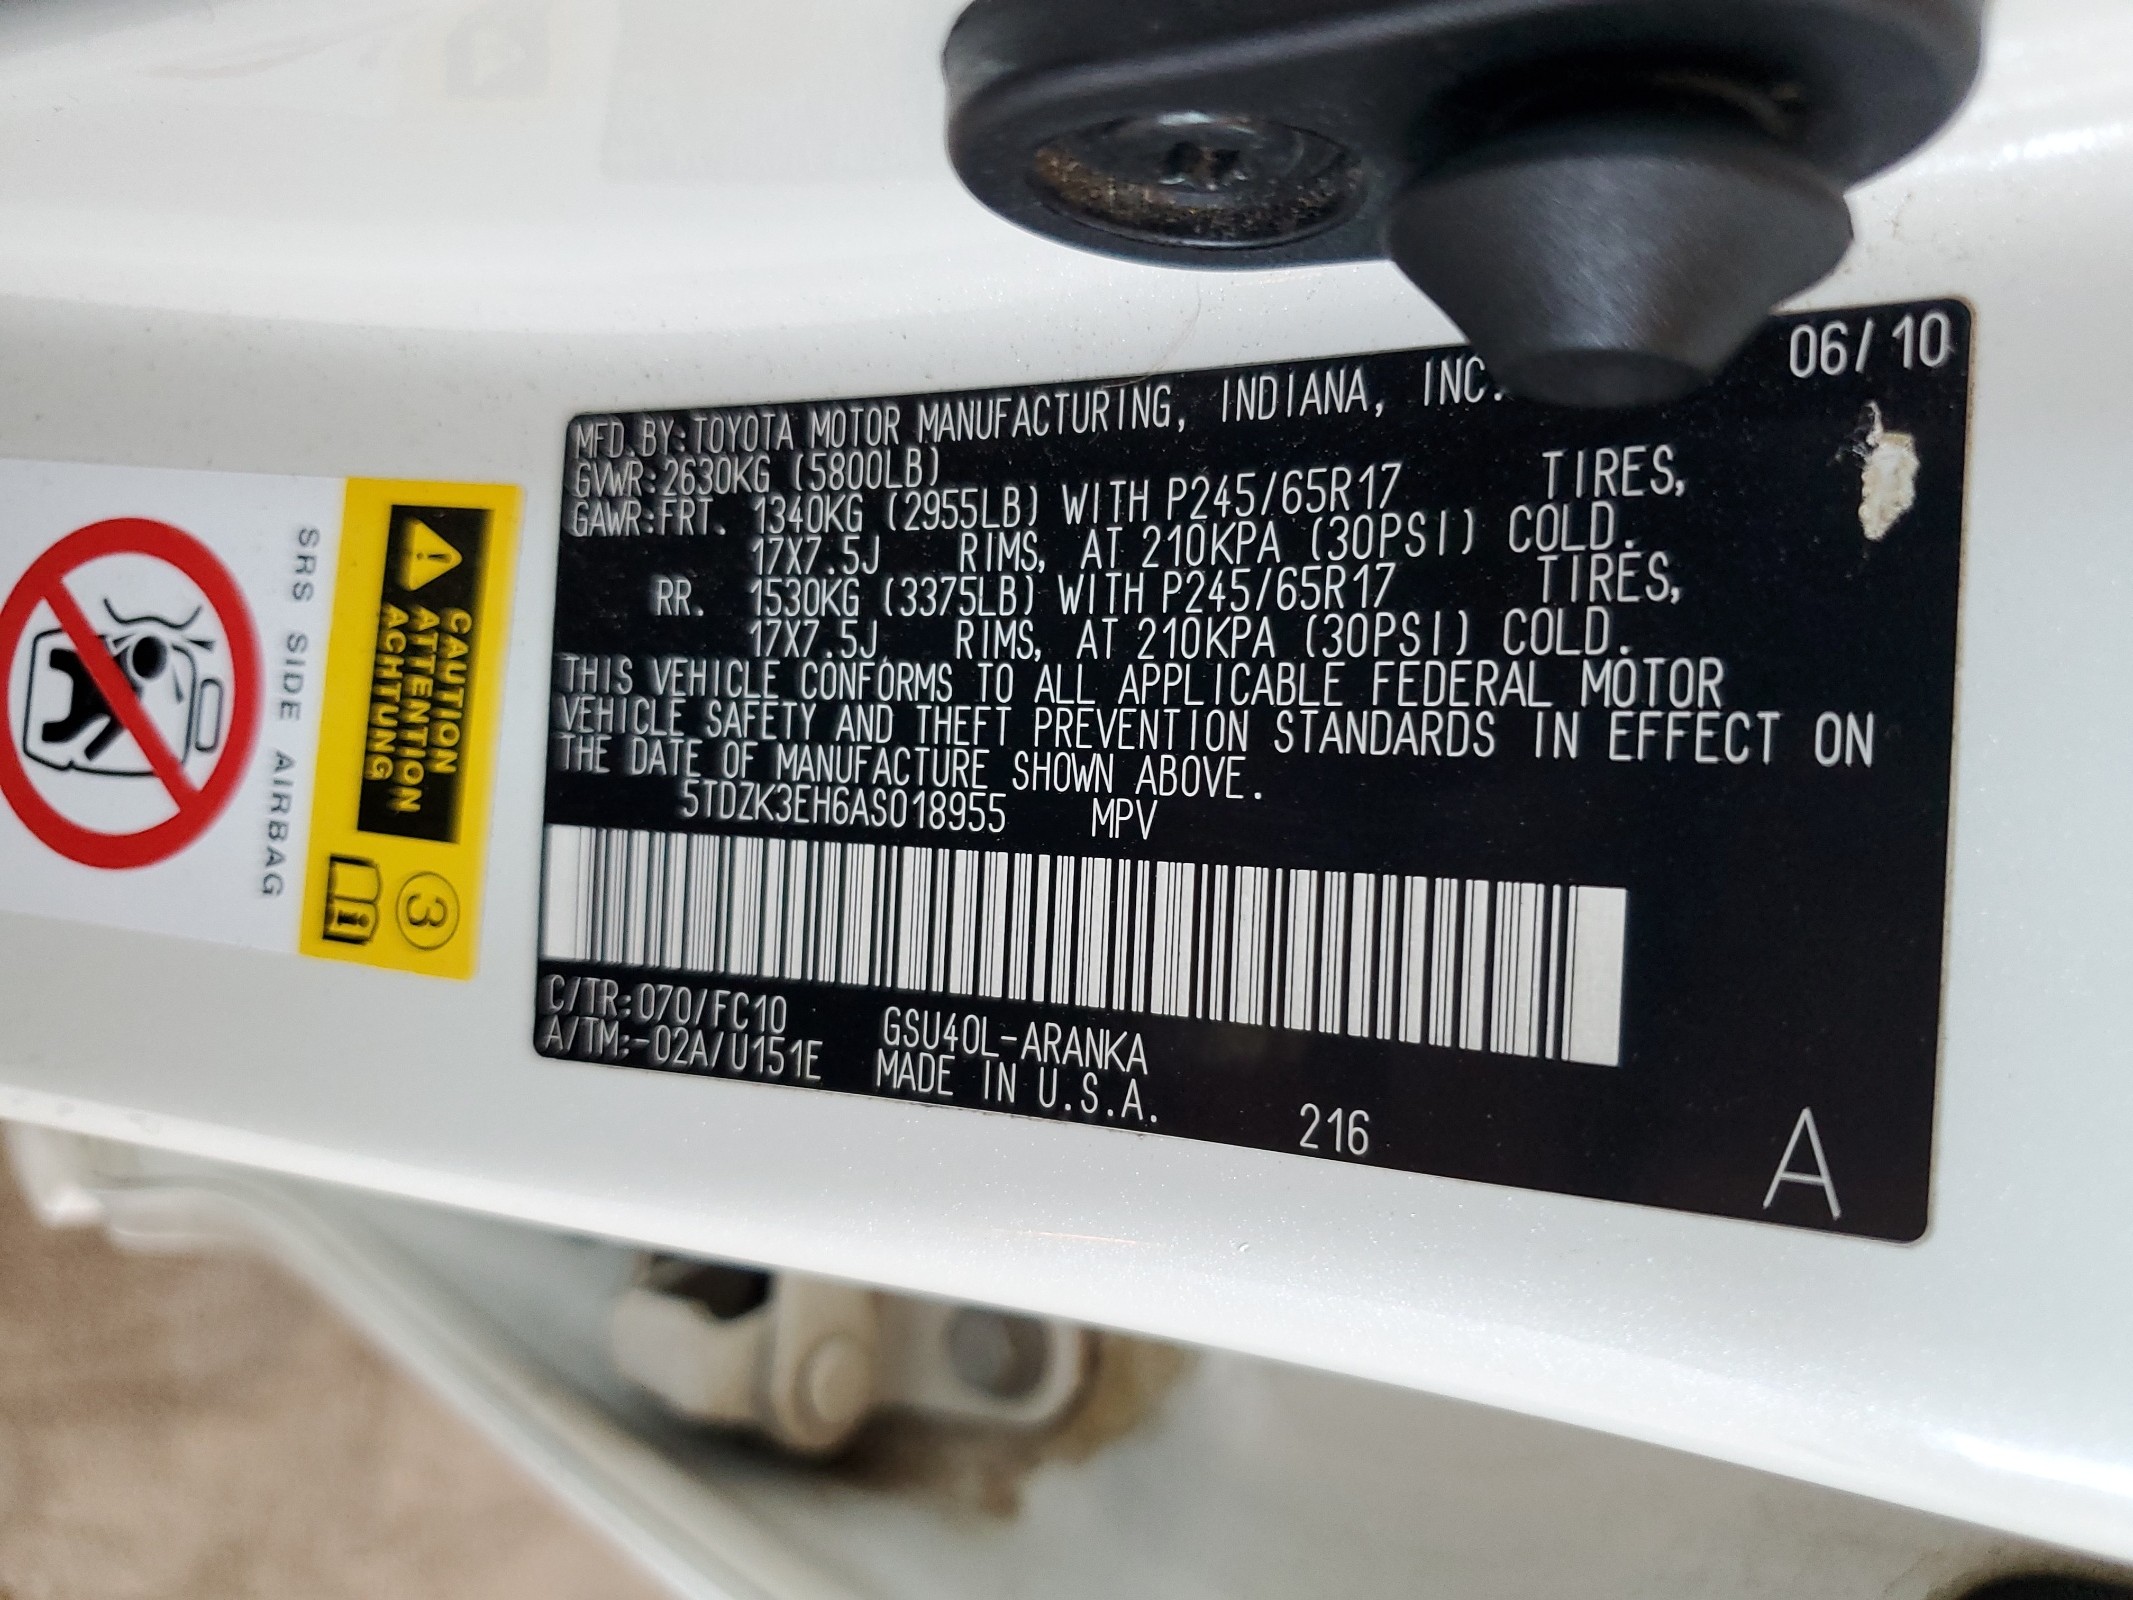 06/10
MFD.BY:TOYOTA MOTOR MANUFACTURING, INDIANA, INC.
GVWR:2630KG (5800LB)
GAWR:FRT. 1340KG (2955LB) WITH P245/65R17 TIRES,
17X7.5J RIMS, AT 210KPA (30PSI) COLD.
RR. 1530KG (3375LB) WITH P245/65R17 TIRES,
17X7.5J RIMS, AT 210KPA (30PSI) COLD.
THIS VEHICLE CONFORMS TO ALL APPLICABLE FEDERAL MOTOR
VEHICLE SAFETY AND THEFT PREVENTION STANDARDS IN EFFECT ON
THE DATE OF MANUFACTURE SHOWN ABOVE.
5TDZK3EH6AS018955 MPV
C/TR:070/FC10 GSU40L-ARANKA
A/TM:-02A/U151E MADE IN U.S.A.
216
A
CAUTION
ATTENTION
ACHTUNG
3
i
SRS SIDE AIRBAG